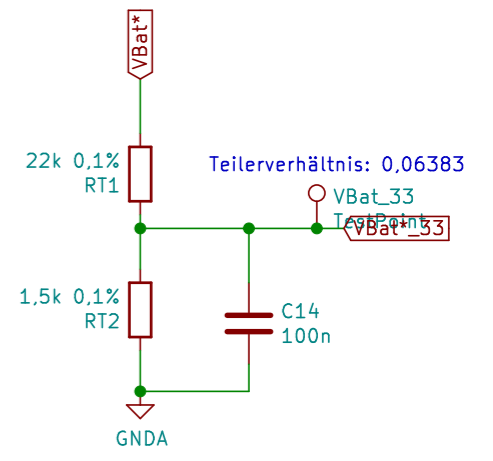 VBat*
22k 0,1%
RT1
Teilerverhältnis: 0,06383
VBat_33
TestPoint
VBat*_33
1,5k 0,1%
RT2
C14
100n
GNDA